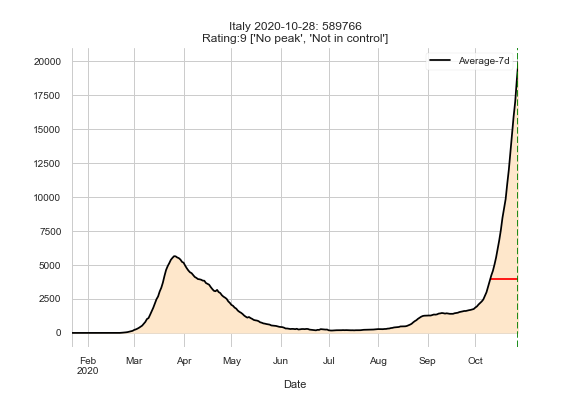 Italy 2020-10-28: 589766
Rating:9 ['No peak', 'Not in control']
Average-7d
20000
17500
15000
12500
10000
7500
5000
2500
0
Feb Mar Apr May Jun Jul Aug Sep Oct
2020
Date